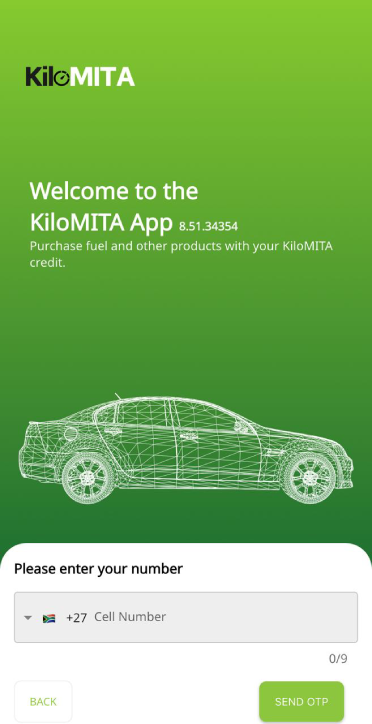 KiloMITA
Welcome to the
KiloMITA App 8.51.34354
Purchase fuel and other products with your KiloMITA
credit.
Please enter your number
+27 Cell Number
0/9
BACK
SEND OTP